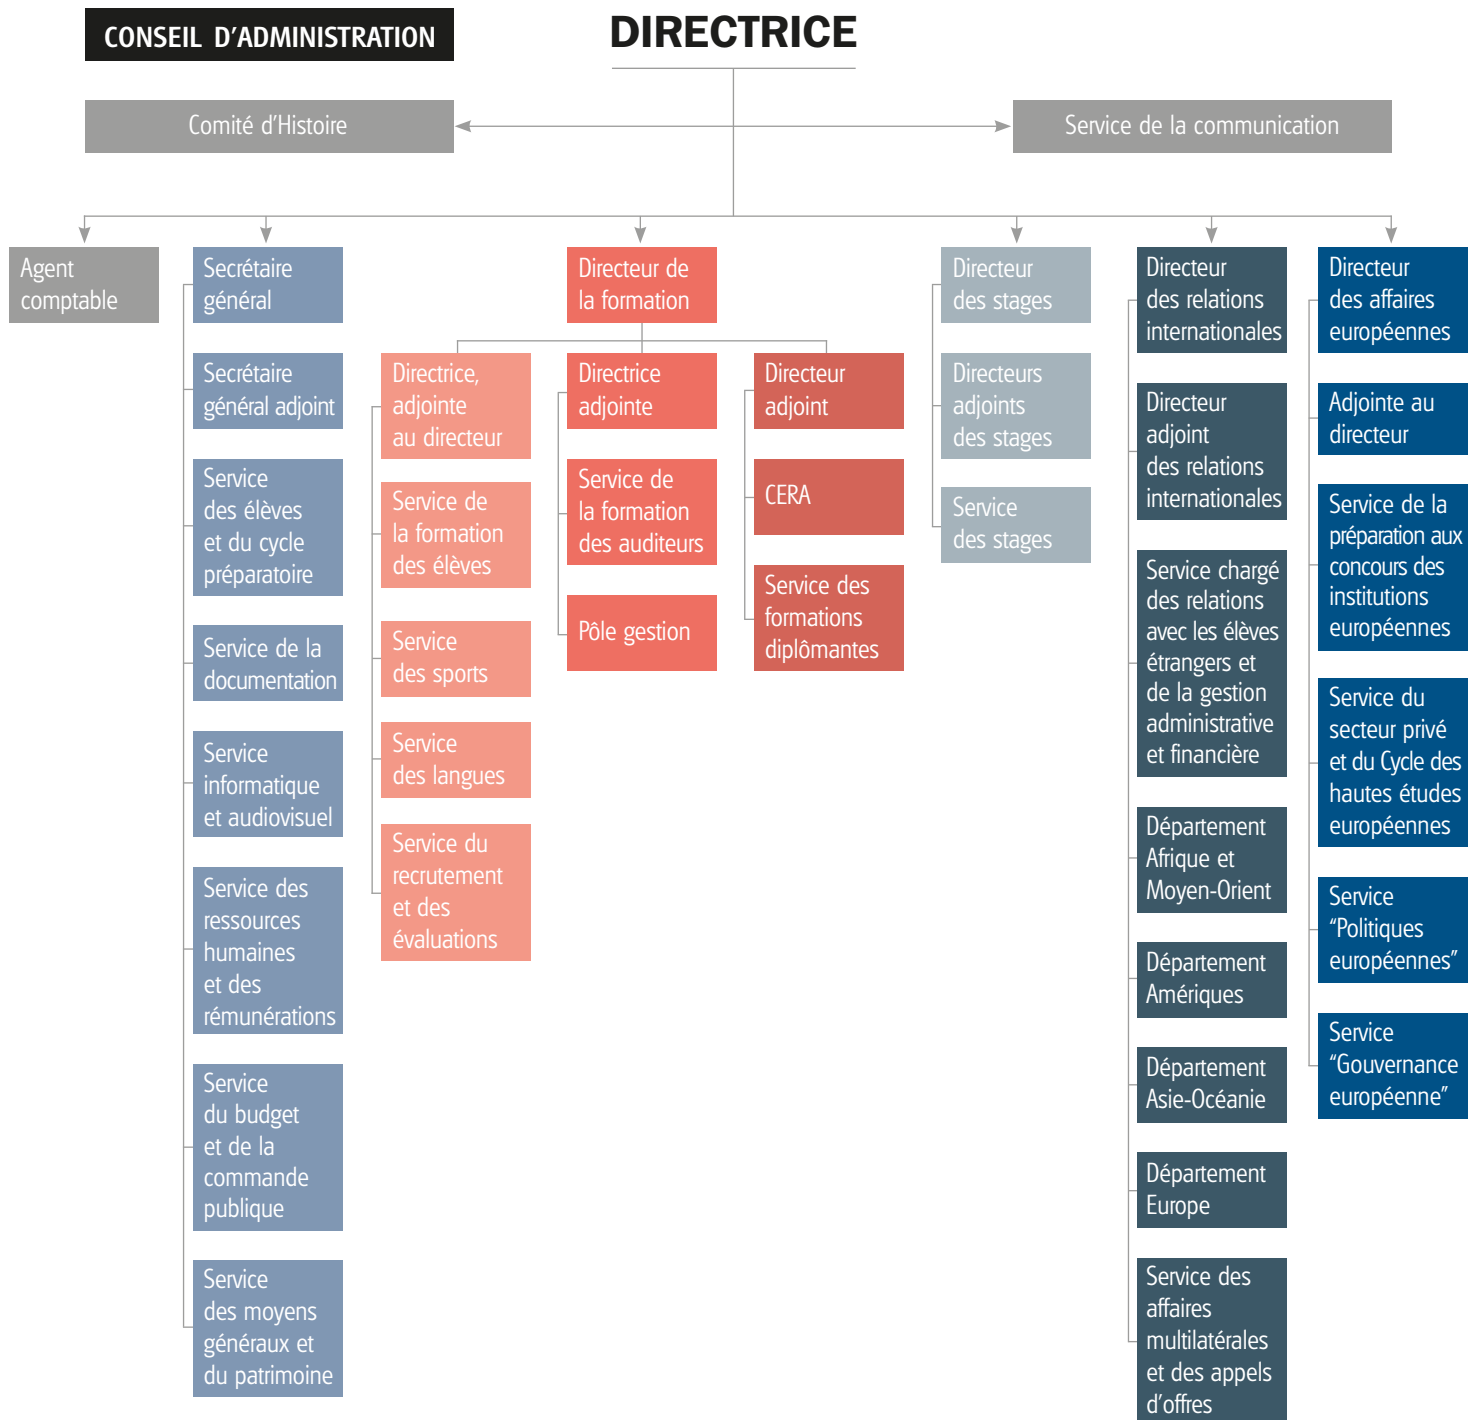 CONSEIL D'ADMINISTRATION
DIRECTRICE
Comité d'Histoire
Service de la communication
Agent
comptable
Secrétaire
général
Secrétaire
général adjoint
Service
des élèves
et du cycle
préparatoire
Service de la
documentation
Service
informatique
et audiovisuel
Service des
ressources
humaines
et des
rémunérations
Service
du budget
et de la
commande
publique
Service
des moyens
généraux et
du patrimoine
Directeur de
la formation
Directrice,
adjointe
au directeur
Service de
la formation
des élèves
Service
des sports
Service
des langues
Service du
recrutement
et des
évaluations
Directrice
adjointe
Service de
la formation
des auditeurs
Pôle gestion
Directeur
adjoint
CERA
Service des
formations
diplômantes
Directeur
des stages
Directeurs
adjoints
des stages
Service
des stages
Directeur
des relations
internationales
Directeur
adjoint
des relations
internationales
Service chargé
des relations
avec les élèves
étrangers et
de la gestion
administrative
et financière
Département
Afrique et
Moyen-Orient
Département
Amériques
Département
Asie-Océanie
Département
Europe
Service des
affaires
multilatérales
et des appels
d'offres
Directeur
des affaires
européennes
Adjointe au
directeur
Service de la
préparation aux
concours des
institutions
européennes
Service du
secteur privé
et du Cycle des
hautes études
européennes
Service
“Politiques
européennes”
Service
“Gouvernance
européenne”